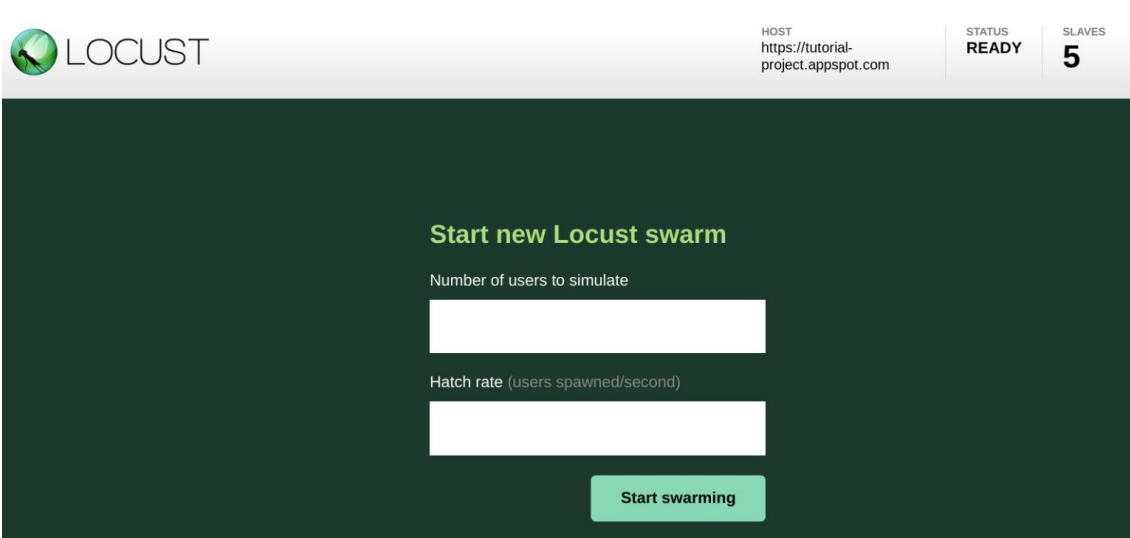 LOCUST
HOST
https://tutorial-
project.appspot.com
STATUS
READY
SLAVES
5
Start new Locust swarm
Number of users to simulate
Hatch rate (users spawned/second)
Start swarming